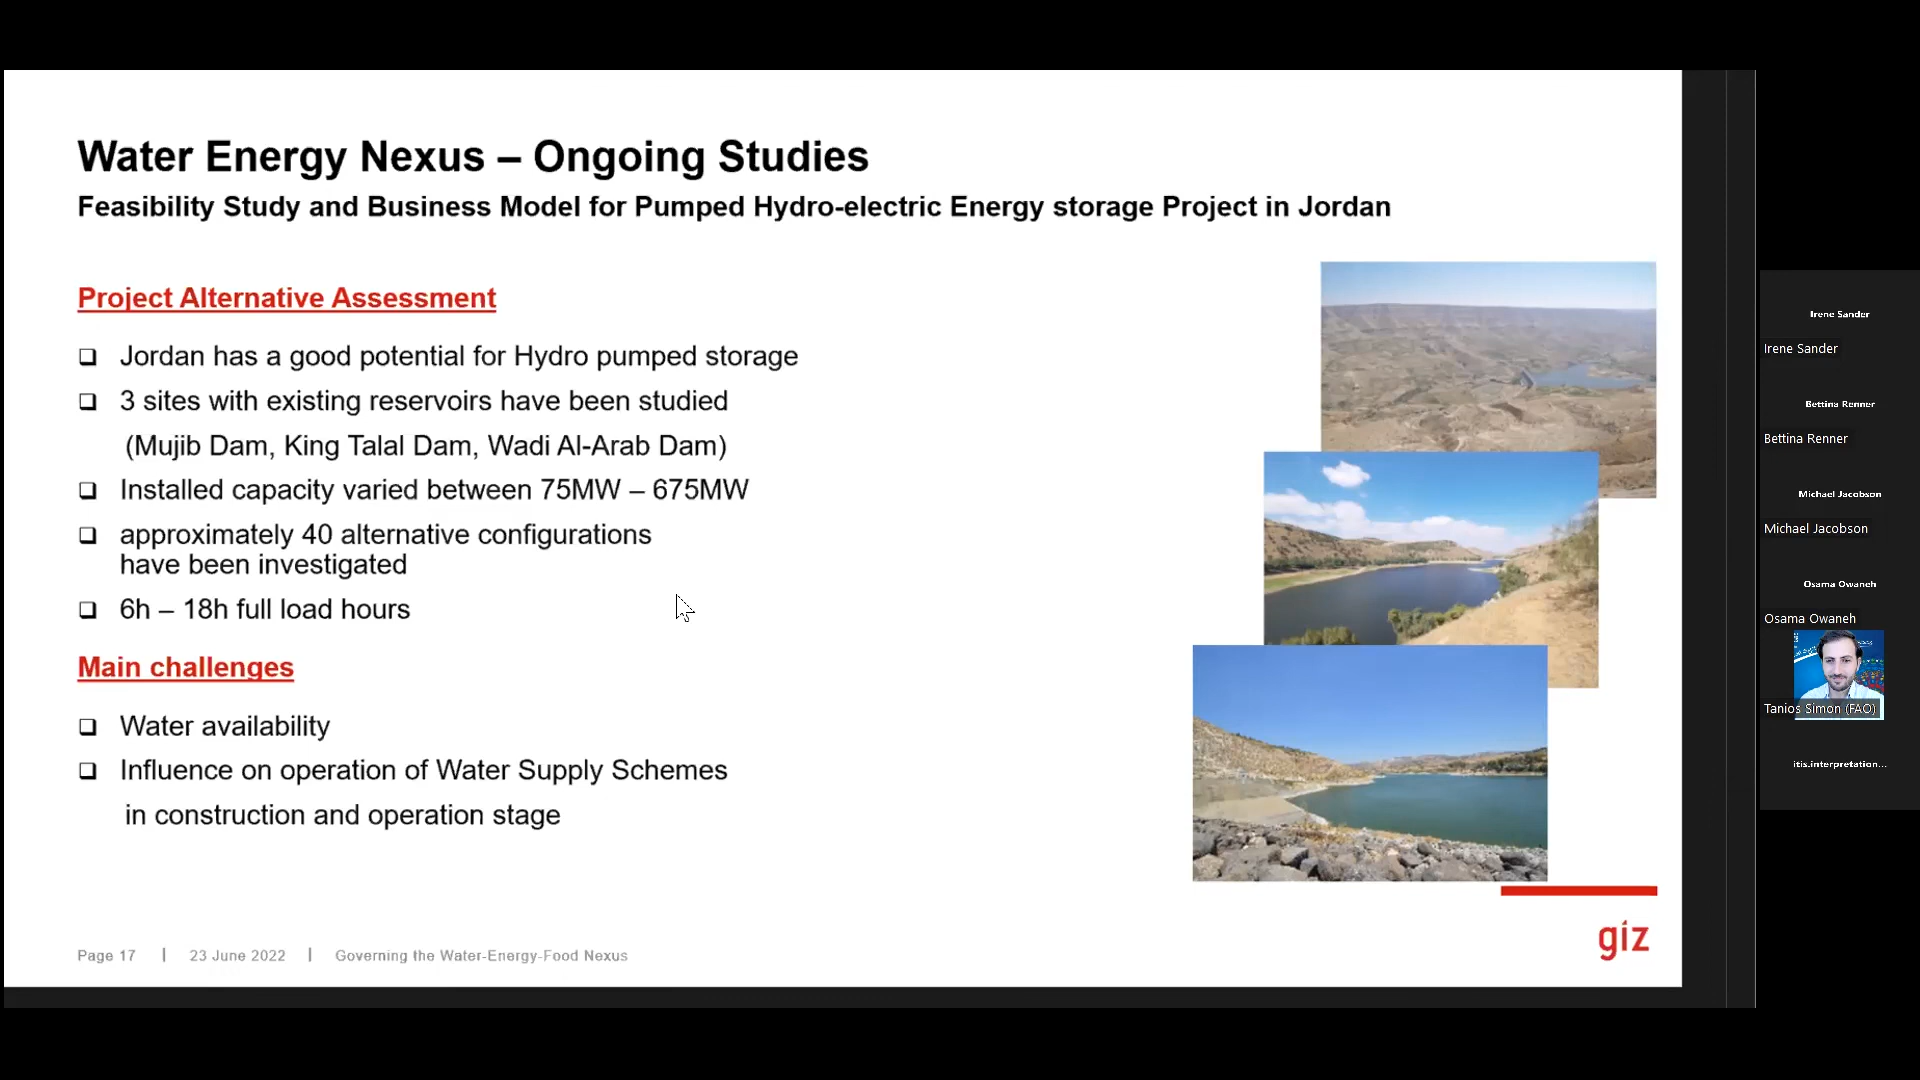 Water Energy Nexus – Ongoing Studies
Feasibility Study and Business Model for Pumped Hydro-electric Energy storage Project in Jordan
Project Alternative Assessment
Jordan has a good potential for Hydro pumped storage
3 sites with existing reservoirs have been studied
(Mujib Dam, King Talal Dam, Wadi Al-Arab Dam)
Installed capacity varied between 75MW – 675MW
approximately 40 alternative configurations
have been investigated
6h – 18h full load hours
Main challenges
Water availability
Influence on operation of Water Supply Schemes
in construction and operation stage
Page 17 | 23 June 2022 | Governing the Water-Energy-Food Nexus
giz
Irene Sander
Irene Sander
Bettina Renner
Bettina Renner
Michael Jacobson
Michael Jacobson
Osama Owaneh
Osama Owaneh
Tanios Simon (FAO)
itis.interpretation...